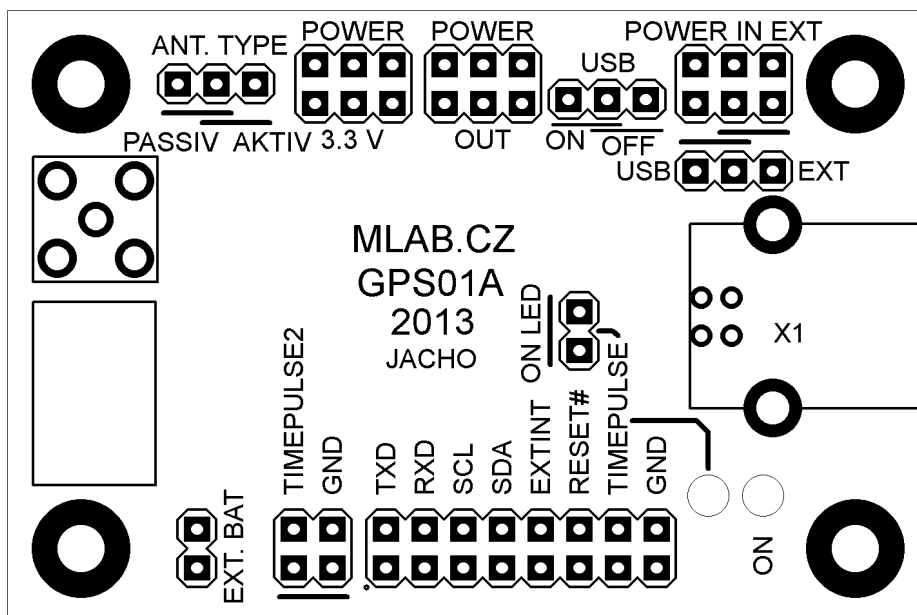 POWER
POWER
POWER IN EXT
ANT. TYPE
USB
PASSIV AKTIV
3.3 V
OUT
ON
OFF
USB
EXT
MLAB.CZ
GPS01A
2013
JACHO
ON LED
X1
TIMEPULSE2
GND
TXD
RXD
SCL
SDA
EXTINT
RESET#
TIMEPULSE
GND
EXT. BAT
ON